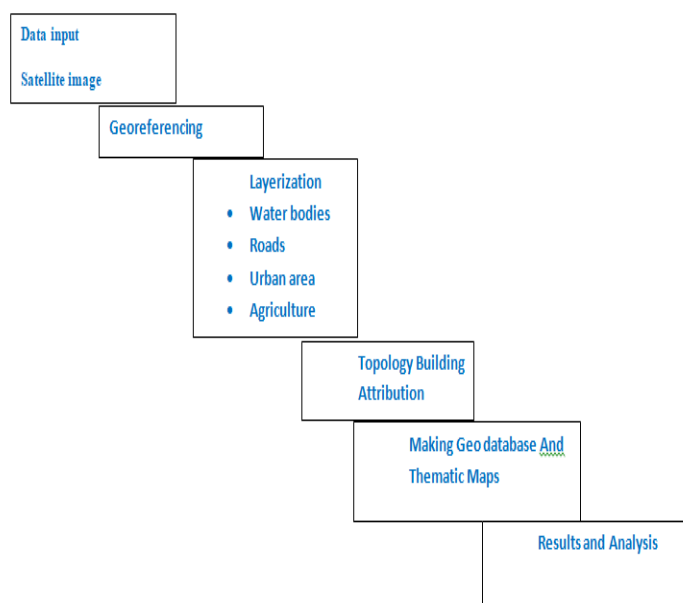 Data input
Satellite image
Georeferencing
Layerization
• Water bodies
• Roads
• Urban area
• Agriculture
Topology Building
Attribution
Making Geo database And
Thematic Maps
Results and Analysis